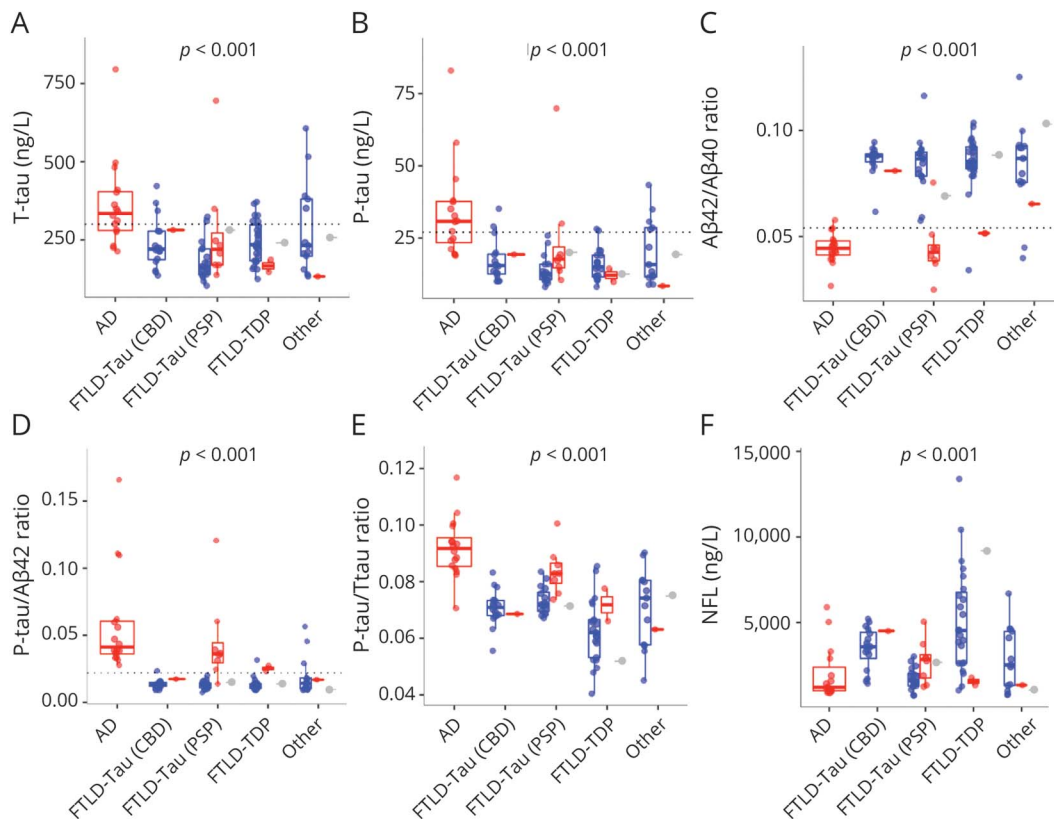 A
p < 0.001
T-tau (ng/L)
750
500
250
AD
FTLD-Tau (CBD)
FTLD-Tau (PSP)
FTLD-TDP
Other
B
p < 0.001
P-tau (ng/L)
75
50
25
AD
FTLD-Tau (CBD)
FTLD-Tau (PSP)
FTLD-TDP
Other
C
p < 0.001
Aβ42/Aβ40 ratio
0.10
0.05
AD
FTLD-Tau (CBD)
FTLD-Tau (PSP)
FTLD-TDP
Other
D
p < 0.001
P-tau/Aβ42 ratio
0.15
0.10
0.05
0.00
AD
FTLD-Tau (CBD)
FTLD-Tau (PSP)
FTLD-TDP
Other
E
p < 0.001
P-tau/Ttau ratio
0.12
0.10
0.08
0.06
0.04
AD
FTLD-Tau (CBD)
FTLD-Tau (PSP)
FTLD-TDP
Other
F
p < 0.001
NFL (ng/L)
15,000
10,000
5,000
AD
FTLD-Tau (CBD)
FTLD-Tau (PSP)
FTLD-TDP
Other